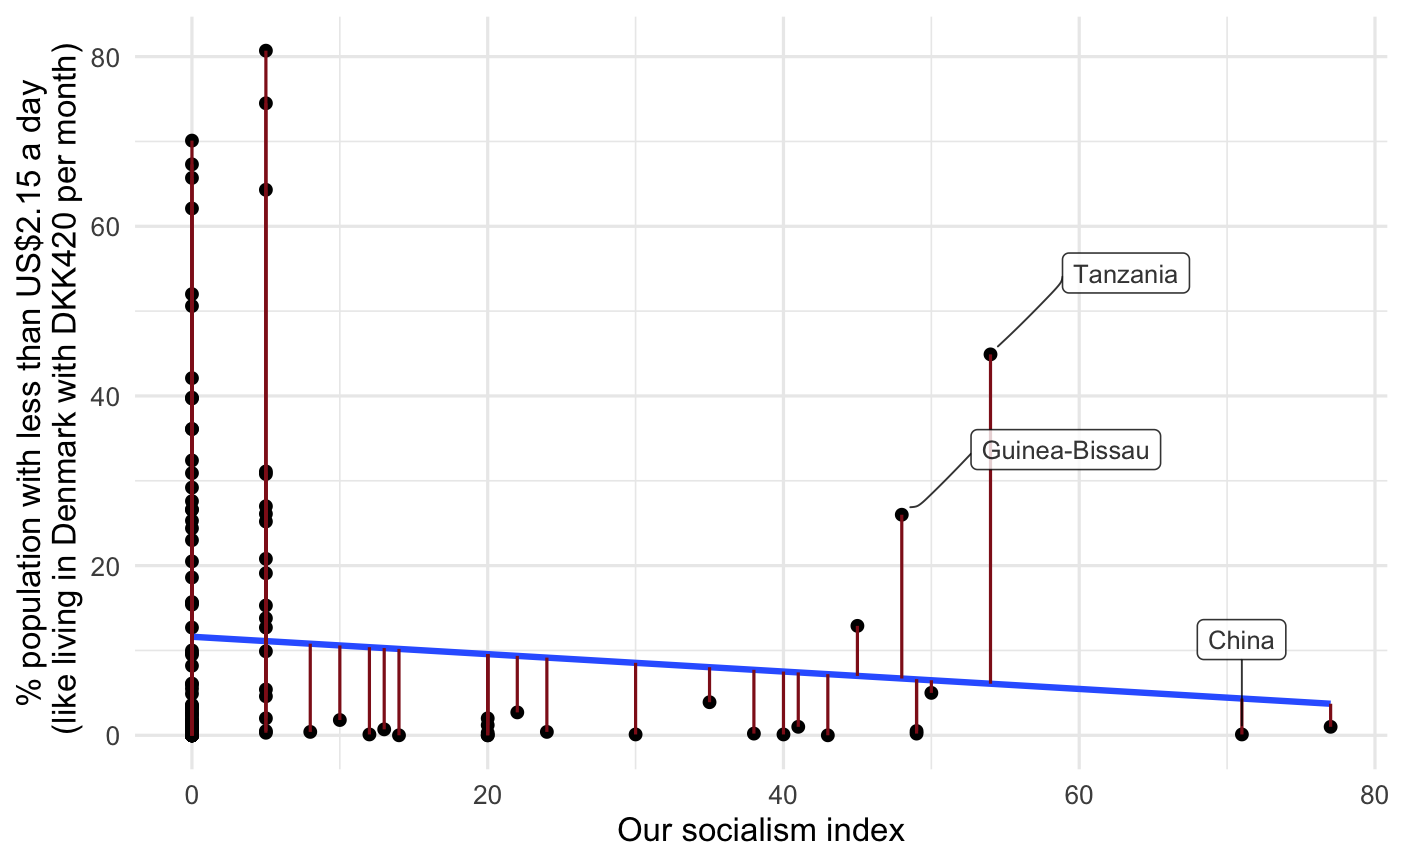 % population with less than US$2.15 a day
(like living in Denmark with DKK420 per month)
80
60
40
20
0
Tanzania
Guinea-Bissau
China
0 20 40 60 80
Our socialism index